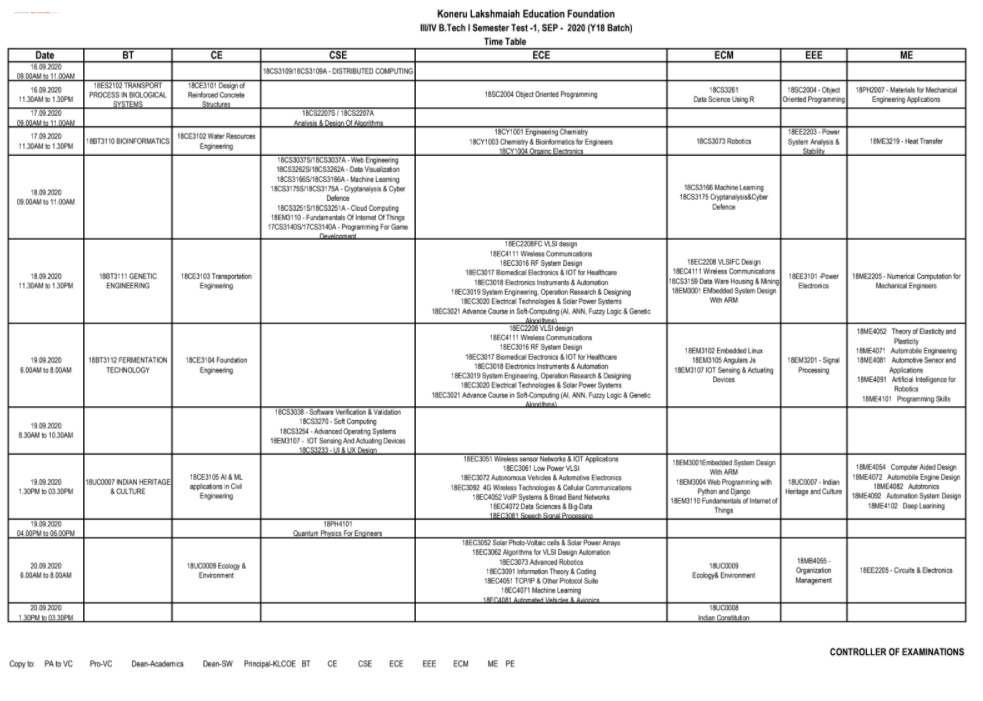 Koneru Lakshmaiah Education Foundation
III/IV B.Tech I Semester Test -1, SEP - 2020 (Y18 Batch)
Time Table
Date BT CE CSE ECE ECM EEE ME
16.09.2020
09.00AM to 11.00AM
18CS3109/18CS3109A - DISTRIBUTED COMPUTING
16.09.2020
11.30AM to 1.30PM
18ES2102 TRANSPORT
PROCESS IN BIOLOGICAL
SYSTEMS
18CE3101 Design of
Reinforced Concrete
Structures
18SC2004 Object Oriented Programming
18CS3261
Data Science Using R
18SC2004 - Object
Oriented Programming
18PH2007 - Materials for Mechanical
Engineering Applications
17.09.2020
09.00AM to 11.00AM
18CS2207S / 18CS2207A
Analysis & Design Of Algorithms
17.09.2020
11.30AM to 1.30PM
18BT3110 BIOINFORMATICS
18CE3102 Water Resources
Engineering
18CY1001 Engineering Chemistry
18CY1003 Chemistry & Bioinformatics for Engineers
18CY1004 Orgainc Electronics
18CS3073 Robotics
18EE2203 - Power
System Analysis &
Stability
18ME3219 - Heat Transfer
18.09.2020
09.00AM to 11.00AM
18CS3037S/18CS3037A - Web Engineering
18CS3262S/18CS3262A - Data Visualization
18CS3166S/18CS3166A - Machine Learning
18CS3175S/18CS3175A - Cryptanalysis & Cyber
Defence
18CS3251S/18CS3251A - Cloud Computing
18EM3110 - Fundamentals Of Internet Of Things
17CS3140S/17CS3140A - Programming For Game
Development
18CS3166 Machine Learning
18CS3175 Cryptanalysis&Cyber
Defence
18.09.2020
11.30AM to 1.30PM
18BT3111 GENETIC
ENGINEERING
18CE3103 Transportation
Engineering
18EC2208FC VLSI design
18EC4111 Wireless Communications
18EC3016 RF System Design
18EC3017 Biomedical Electronics & IOT for Healthcare
18EC3018 Electronics Instruments & Automation
18EC3019 System Engineering, Operation Research & Designing
18EC3020 Electrical Technologies & Solar Power Systems
18EC3021 Advance Course in Soft-Computing (AI, ANN, Fuzzy Logic & Genetic
Algorithms)
18EC2208 VLSIFC Design
18EC4111 Wireless Communications
18CS3159 Data Ware Housing & Mining
18EM3001 EMbedded System Design
With ARM
18EE3101 -Power
Electronics
18ME2205 - Numerical Computation for
Mechanical Engineers
19.09.2020
6.00AM to 8.00AM
18BT3112 FERMENTATION
TECHNOLOGY
18CE3104 Foundation
Engineering
18EC2208 VLSI design
18EC4111 Wireless Communications
18EC3016 RF System Design
18EC3017 Biomedical Electronics & IOT for Healthcare
18EC3018 Electronics Instruments & Automation
18EC3019 System Engineering, Operation Research & Designing
18EC3020 Electrical Technologies & Solar Power Systems
18EC3021 Advance Course in Soft-Computing (AI, ANN, Fuzzy Logic & Genetic
Algorithms)
18EM3102 Embedded Linux
18EM3105 Angulars Js
18EM3107 IOT Sensing & Actuating
Devices
18EM3201 - Signal
Processing
18ME4052 Theory of Elasticity and
Plasticity
18ME4071 Automobile Engineering
18ME4081 Automotive Sensor and
Applications
18ME4091 Artificial Intelligence for
Robotics
18ME4101 Programming Skills
19.09.2020
8.30AM to 10.30AM
18CS3038 - Software Verification & Validation
18CS3270 - Soft Computing
18CS3254 - Advanced Operating Systems
18EM3107 - IOT Sensing And Actuating Devices
18CS3233 - UI & UX Design
19.09.2020
1.30PM to 03.30PM
18UC0007 INDIAN HERITAGE
& CULTURE
18CE3105 AI & ML
applications in Civil
Engineering
18EC3051 Wireless sensor Networks & IOT Applications
18EC3061 Low Power VLSI
18EC3072 Autonomous Vehicles & Automotive Electronics
18EC3092 4G Wireless Technologies & Cellular Communications
18EC4052 VoIP Systems & Broad Band Networks
18EC4072 Data Sciences & Big-Data
18EC3081 Speech Signal Processing
18EM3001Embedded System Design
With ARM
18EM3004 Web Programming with
Python and Django
18EM3110 Fundamentals of Internet of
Things
18UC0007 - Indian
Heritage and Culture
18ME4054 Computer Aided Design
18ME4072 Automobile Engine Design
18ME4082 Autotronics
18ME4092 Automation System Design
18ME4102 Deep Learining
19.09.2020
04.00PM to 06.00PM
18PH4101
Quantum Physics For Engineers
20.09.2020
6.00AM to 8.00AM
18UC0009 Ecology &
Environment
18EC3052 Solar Photo-Voltaic cells & Solar Power Arrays
18EC3062 Algorithms for VLSI Design Automation
18EC3073 Advanced Robotics
18EC3091 Information Theory & Coding
18EC4051 TCP/IP & Other Protocol Suite
18EC4071 Machine Learning
18EC4081 Automated Vehicles & Avionics
18UC0009
Ecology& Environment
18MB4055 -
Organization
Management
18EE2205 - Circuits & Electronics
20.09.2020
1.30PM to 03.30PM
18UC0008
Indian Constitution
CONTROLLER OF EXAMINATIONS
Copy to: PA to VC Pro-VC Dean-Academics Dean-SW Principal-KLCOE BT CE CSE ECE EEE ECM ME PE